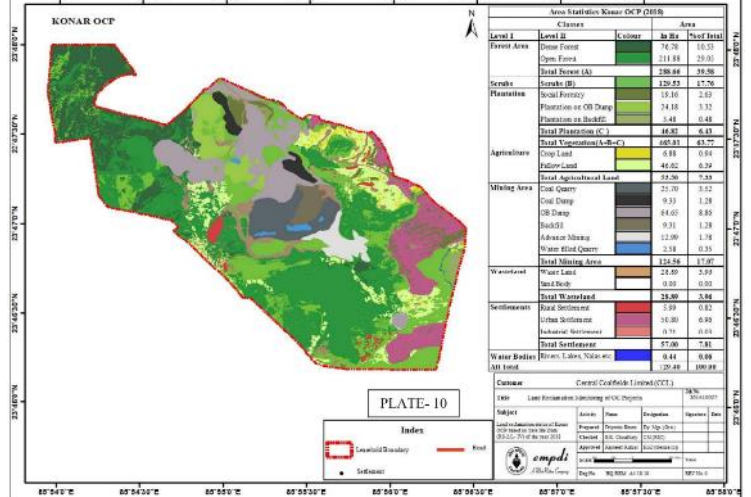 KONAR OCP
N
Area Statistics Konar OCP (2018)
Classes Area
Level I Level II Colour In Ha % of Total
Forest Area Dense Forest 76.78 10.53
Open Forest 211.88 29.05
Total Forest (A) 288.66 39.58
Scrubs Scrubs (B) 129.53 17.76
Plantation Social Forestry 19.16 2.63
Plantation on OB Dump 24.18 3.32
Plantation on Backfill 3.48 0.48
Total Plantation (C ) 46.82 6.43
Total Vegetation(A+B+C) 465.01 63.77
Agriculture Crop Land 6.88 0.94
Fallow Land 46.62 6.39
Total Agricultural Land 53.50 7.33
Mining Area Coal Quarry 25.70 3.52
Coal Dump 9.33 1.28
OB Dump 64.65 8.86
Backfill 9.31 1.28
Advance Mining 12.99 1.78
Water filled Quarry 2.58 0.35
Total Mining Area 124.56 17.07
Wasteland Waste Land 28.89 3.96
Sand Body 0.00 0.00
Total Wasteland 28.89 3.96
Settlements Rural Settlement 5.99 0.82
Urban Settlement 50.80 6.96
Industrial Settlement 0.21 0.03
Total Settlement 57.00 7.81
Water Bodies Rivers, Lakes, Nalas etc. 0.44 0.06
All Total 729.40 100.00
Customer Central Coalfields Limited (CCL)
Title Land Reclamation Monitoring of OC Projects
Subject
Activity Name Designation Signature Date
Prepared
Checked
Approved
cmpdi
PLATE- 10
Index
Leasehold Boundary Road
Settlement
23°48'0"N
23°47'30"N
23°47'0"N
23°46'30"N
85°54'0"E 85°54'30"E 85°55'0"E 85°55'30"E 85°56'0"E 85°56'30"E 85°57'0"E 85°57'30"E 85°58'0"E